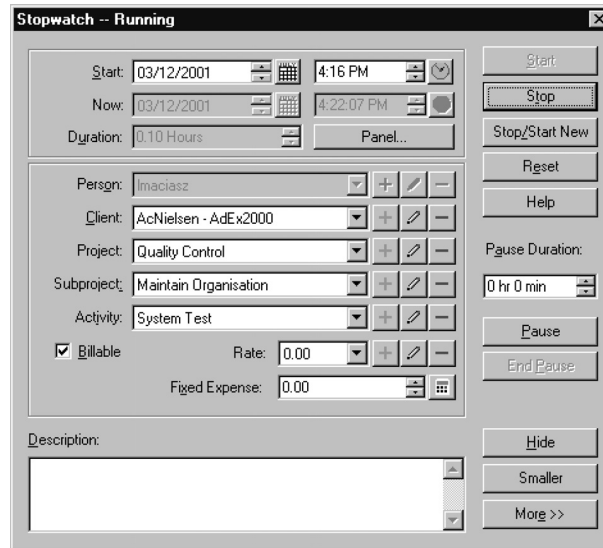 Stopwatch -- Running
Start: 03/12/2001 4:16 PM
Now: 03/12/2001 4:22:07 PM
Duration: 0.10 Hours Panel...
Person: lmaciasz
Client: AcNielsen - AdEx2000
Project: Quality Control
Subproject: Maintain Organisation
Activity: System Test
Billable Rate: 0.00
Fixed Expense: 0.00
Description:
Start
Stop
Stop/Start New
Reset
Help
Pause Duration:
0 hr 0 min
Pause
End Pause
Hide
Smaller
More >>